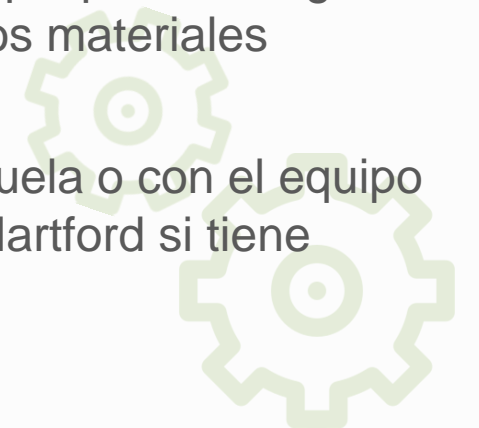 os materiales
uela o con el equipo
lartford si tiene